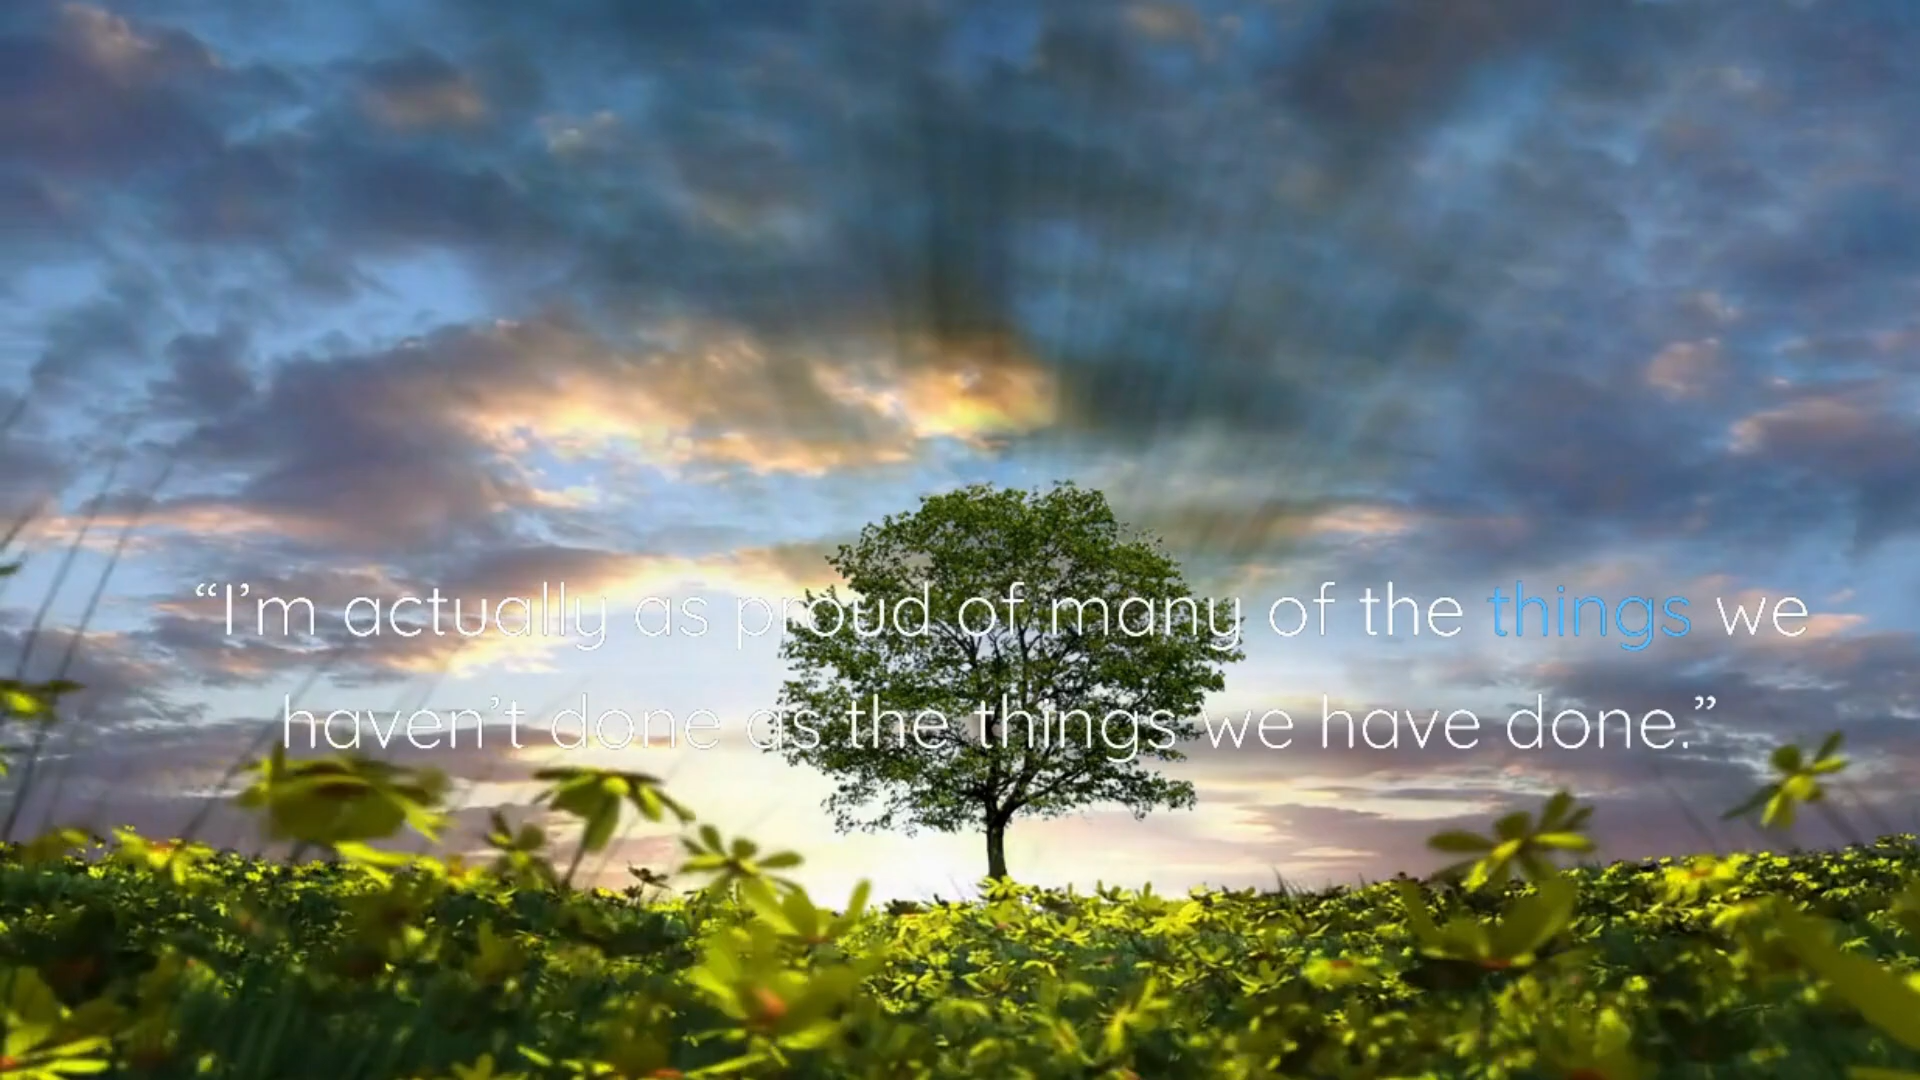 “I’m actually as proud of many of the things we
haven’t done as the things we have done.”